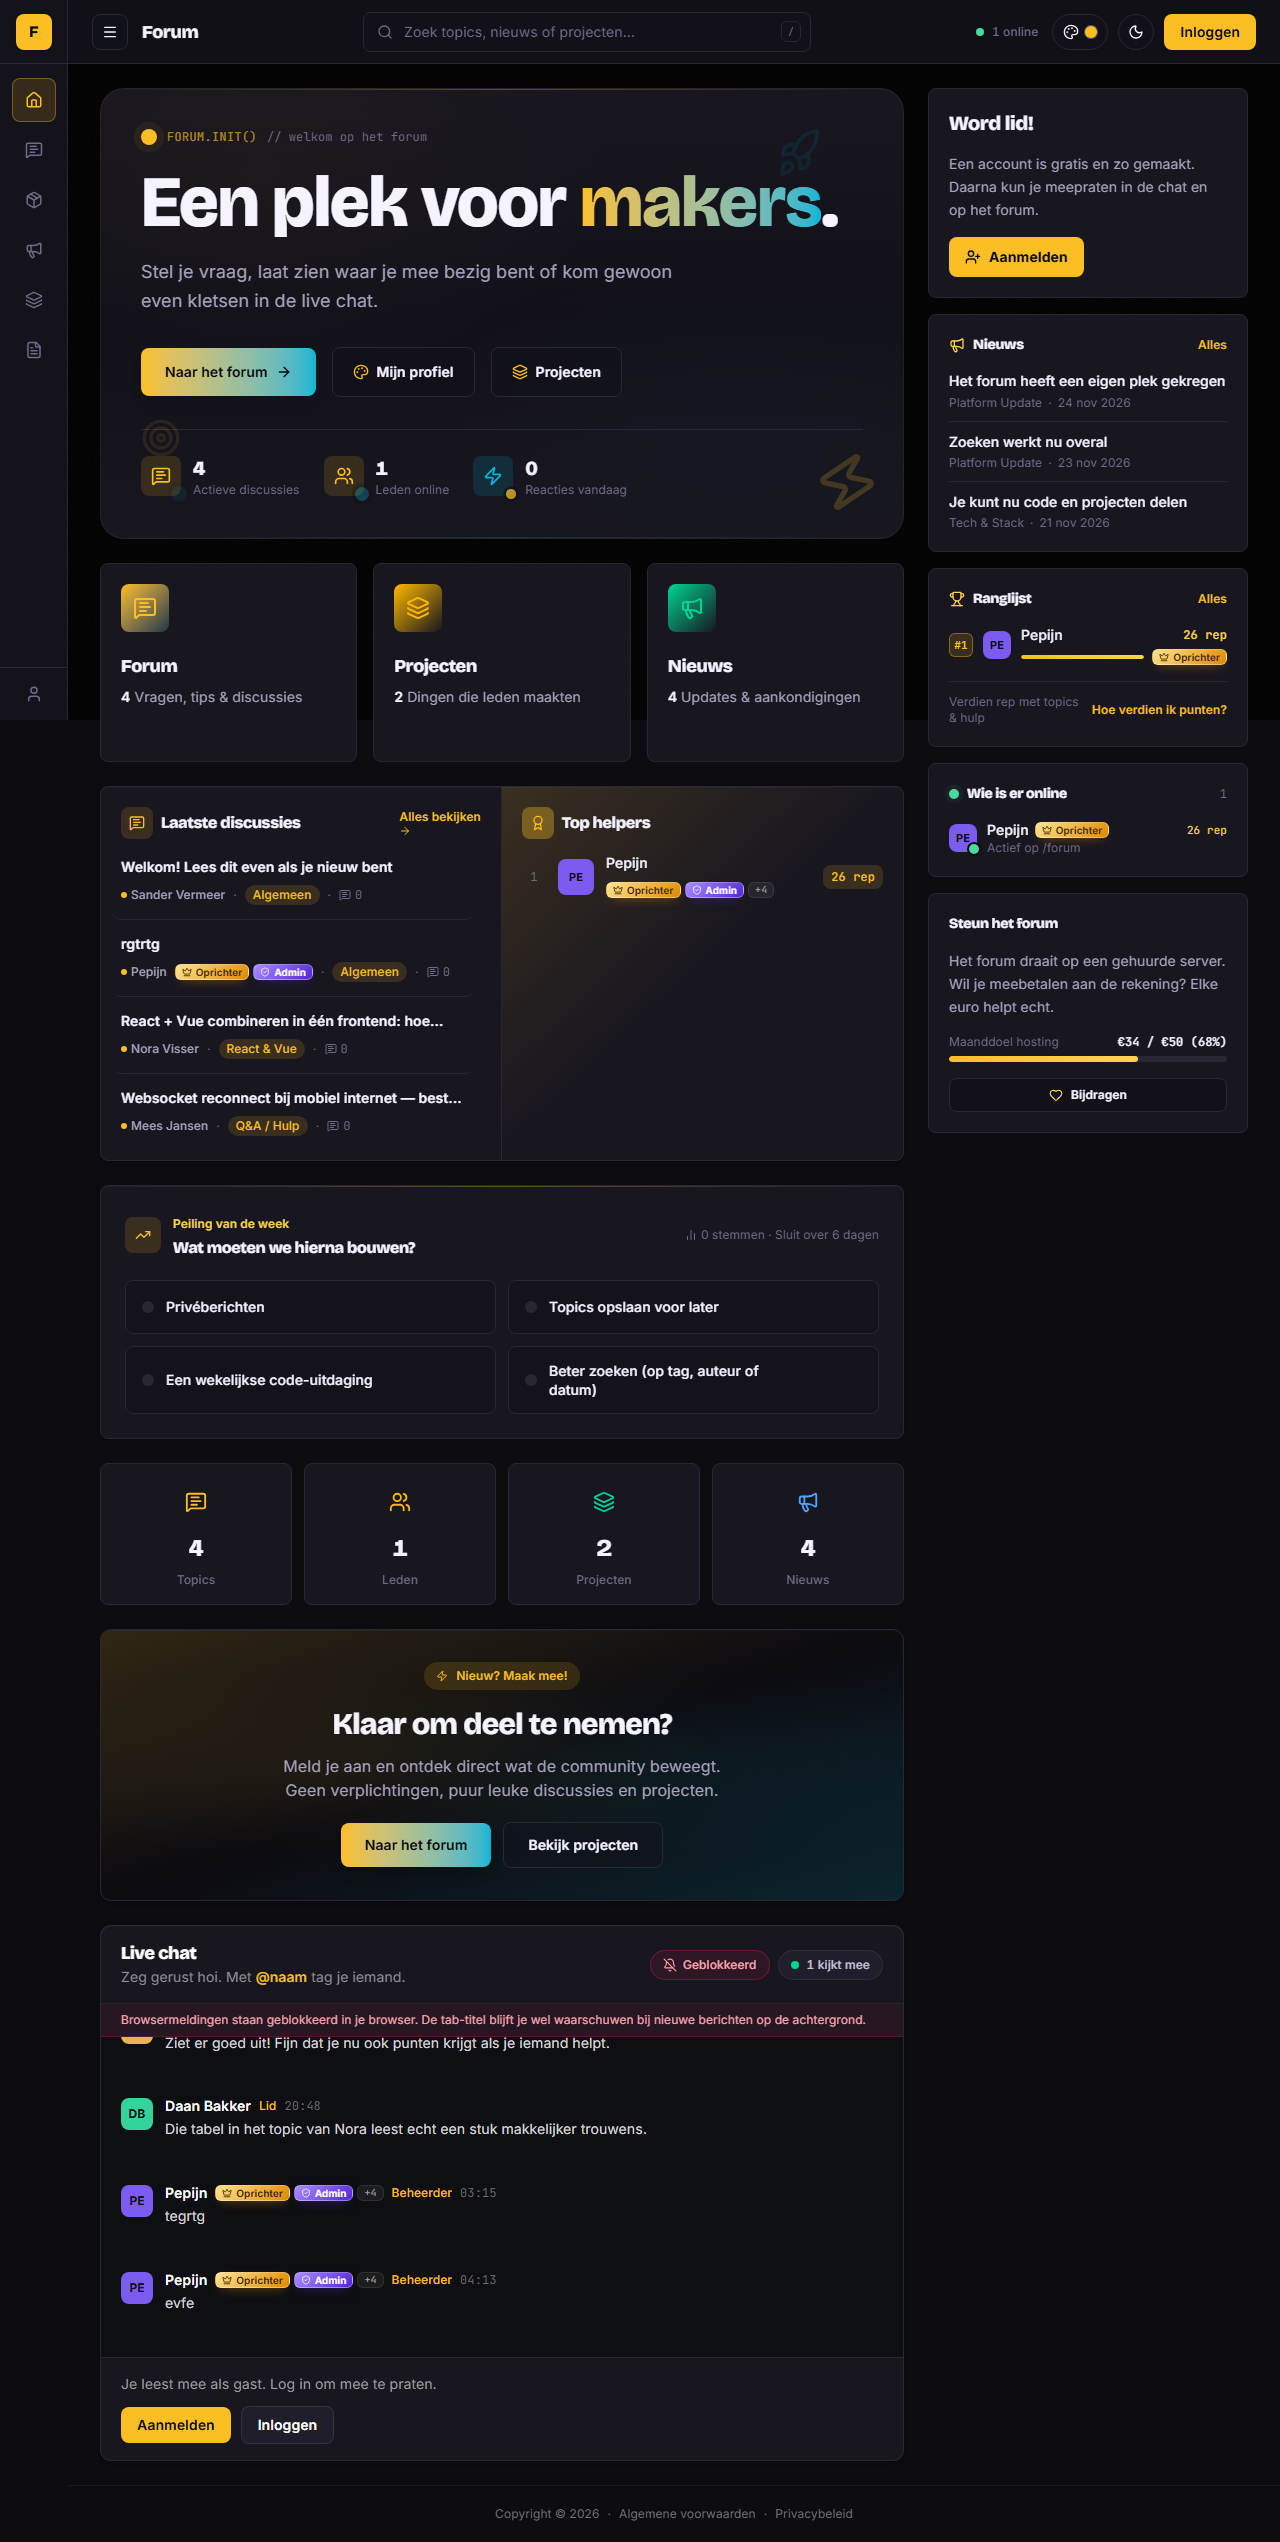 F
Forum
Zoek topics, nieuws of projecten...
/
1 online
Inloggen
FORUM.INIT() // welkom op het forum
Een plek voor makers.
Stel je vraag, laat zien waar je mee bezig bent of kom gewoon
even kletsen in de live chat.
Naar het forum
Mijn profiel
Projecten
4
Actieve discussies
1
Leden online
0
Reacties vandaag
Forum
4 Vragen, tips & discussies
Projecten
2 Dingen die leden maakten
Nieuws
4 Updates & aankondigingen
Laatste discussies
Alles bekijken
→
Welkom! Lees dit even als je nieuw bent
Sander Vermeer · Algemeen · 0
rgtrtg
Pepijn Oprichter Admin · Algemeen · 0
React + Vue combineren in één frontend: hoe...
Nora Visser · React & Vue · 0
Websocket reconnect bij mobiel internet — best...
Mees Jansen · Q&A / Hulp · 0
Top helpers
1
PE
Pepijn
Oprichter Admin +4
26 rep
Peiling van de week
Wat moeten we hierna bouwen?
0 stemmen · Sluit over 6 dagen
Privéberichten
Topics opslaan voor later
Een wekelijkse code-uitdaging
Beter zoeken (op tag, auteur of
datum)
4
Topics
1
Leden
2
Projecten
4
Nieuws
Nieuw? Maak mee!
Klaar om deel te nemen?
Meld je aan en ontdek direct wat de community beweegt.
Geen verplichtingen, puur leuke discussies en projecten.
Naar het forum
Bekijk projecten
Live chat
Zeg gerust hoi. Met @naam tag je iemand.
Geblokkeerd
1 kijkt mee
Browsermeldingen staan geblokkeerd in je browser. De tab-titel blijft je wel waarschuwen bij nieuwe berichten op de achtergrond.
Ziet er goed uit! Fijn dat je nu ook punten krijgt als je iemand helpt.
DB
Daan Bakker Lid 20:48
Die tabel in het topic van Nora leest echt een stuk makkelijker trouwens.
PE
Pepijn Oprichter Admin +4 Beheerder 03:15
tegrtg
PE
Pepijn Oprichter Admin +4 Beheerder 04:13
evfe
Je leest mee als gast. Log in om mee te praten.
Aanmelden
Inloggen
Word lid!
Een account is gratis en zo gemaakt.
Daarna kun je meepraten in de chat en
op het forum.
Aanmelden
Nieuws
Alles
Het forum heeft een eigen plek gekregen
Platform Update · 24 nov 2026
Zoeken werkt nu overal
Platform Update · 23 nov 2026
Je kunt nu code en projecten delen
Tech & Stack · 21 nov 2026
Ranglijst
Alles
#1
PE
Pepijn
26 rep
Oprichter
Verdien rep met topics
& hulp
Hoe verdien ik punten?
Wie is er online
1
PE
Pepijn Oprichter
26 rep
Actief op /forum
Steun het forum
Het forum draait op een gehuurde server.
Wil je meebetalen aan de rekening? Elke
euro helpt echt.
Maanddoel hosting
€34 / €50 (68%)
Bijdragen
Copyright © 2026 · Algemene voorwaarden · Privacybeleid